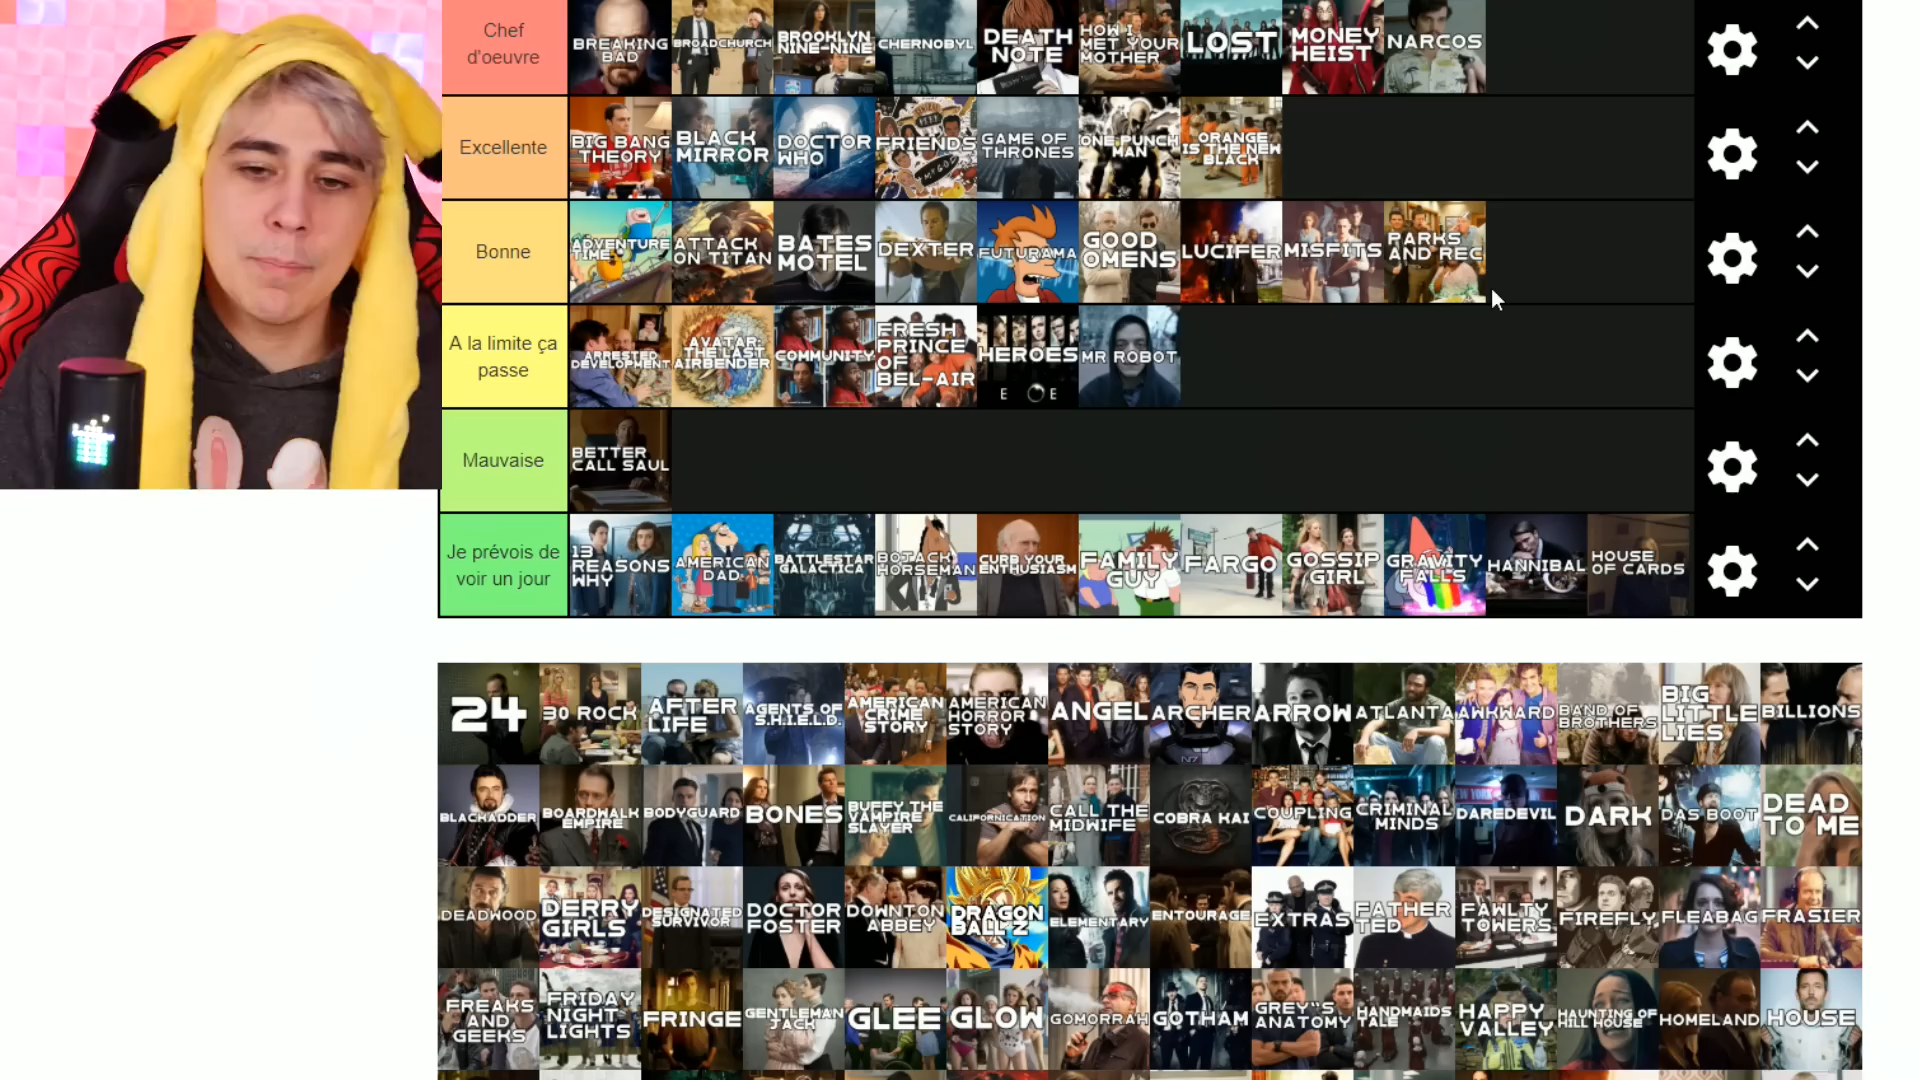 Chef
d'oeuvre
BREAKING
BAD
BROADCHURCH
BROOKLYN
NINE-NINE
CHERNOBYL
DEATH
NOTE
HOW I
MET YOUR
MOTHER
LOST
MONEY
HEIST
NARCOS
Excellente
BIG BANG
THEORY
BLACK
MIRROR
DOCTOR
WHO
FRIENDS
GAME OF
THRONES
ONE PUNCH
MAN
ORANGE
IS THE NEW
BLACK
Bonne
ADVENTURE
TIME
ATTACK
ON TITAN
BATES
MOTEL
DEXTER
FUTURAMA
GOOD
OMENS
LUCIFER
MISFITS
PARKS
AND REC
A la limite ça
passe
ARRESTED
DEVELOPMENT
AVATAR:
THE LAST
AIRBENDER
COMMUNITY
FRESH
PRINCE
OF
BEL-AIR
HEROES
E E
MR ROBOT
Mauvaise
BETTER
CALL SAUL
Je prévois de
voir un jour
13
REASONS
WHY
AMERICAN
DAD
BATTLESTAR
GALACTICA
BOJACK
HORSEMAN
CURB YOUR
ENTHUSIASM
FAMILY
GUY
FARGO
GOSSIP
GIRL
GRAVITY
FALLS
HANNIBAL
HOUSE
OF CARDS
24
30 ROCK
AFTER
LIFE
AGENTS OF
S.H.I.E.L.D.
AMERICAN
CRIME
STORY
AMERICAN
HORROR
STORY
ANGEL
ARCHER
N7
ARROW
ATLANTA
AWKWARD
BAND OF
BROTHERS
BIG
LITTLE
LIES
BILLIONS
BLACKADDER
BOARDWALK
EMPIRE
BODYGUARD
BONES
BUFFY THE
VAMPIRE
SLAYER
CALIFORNICATION
CALL THE
MIDWIFE
COBRA KAI
COUPLING
CRIMINAL
MINDS
NEW YORK
DAREDEVIL
DARK
DAS BOOT
DEAD
TO ME
DEADWOOD
DERRY
GIRLS
DESIGNATED
SURVIVOR
DOCTOR
FOSTER
DOWNTON
ABBEY
DRAGON
BALL Z
ELEMENTARY
ENTOURAGE
EXTRAS
FATHER
TED
FAWLTY
TOWERS
FIREFLY
FLEABAG
FRASIER
FREAKS
AND
GEEKS
FRIDAY
NIGHT
LIGHTS
FRINGE
GENTLEMAN
JACK
GLEE
GLOW
GOMORRAH
GOTHAM
GREY"S
ANATOMY
HANDMAIDS
TALE
HAPPY
VALLEY
HAUNTING OF
HILL HOUSE
HOMELAND
HOUSE